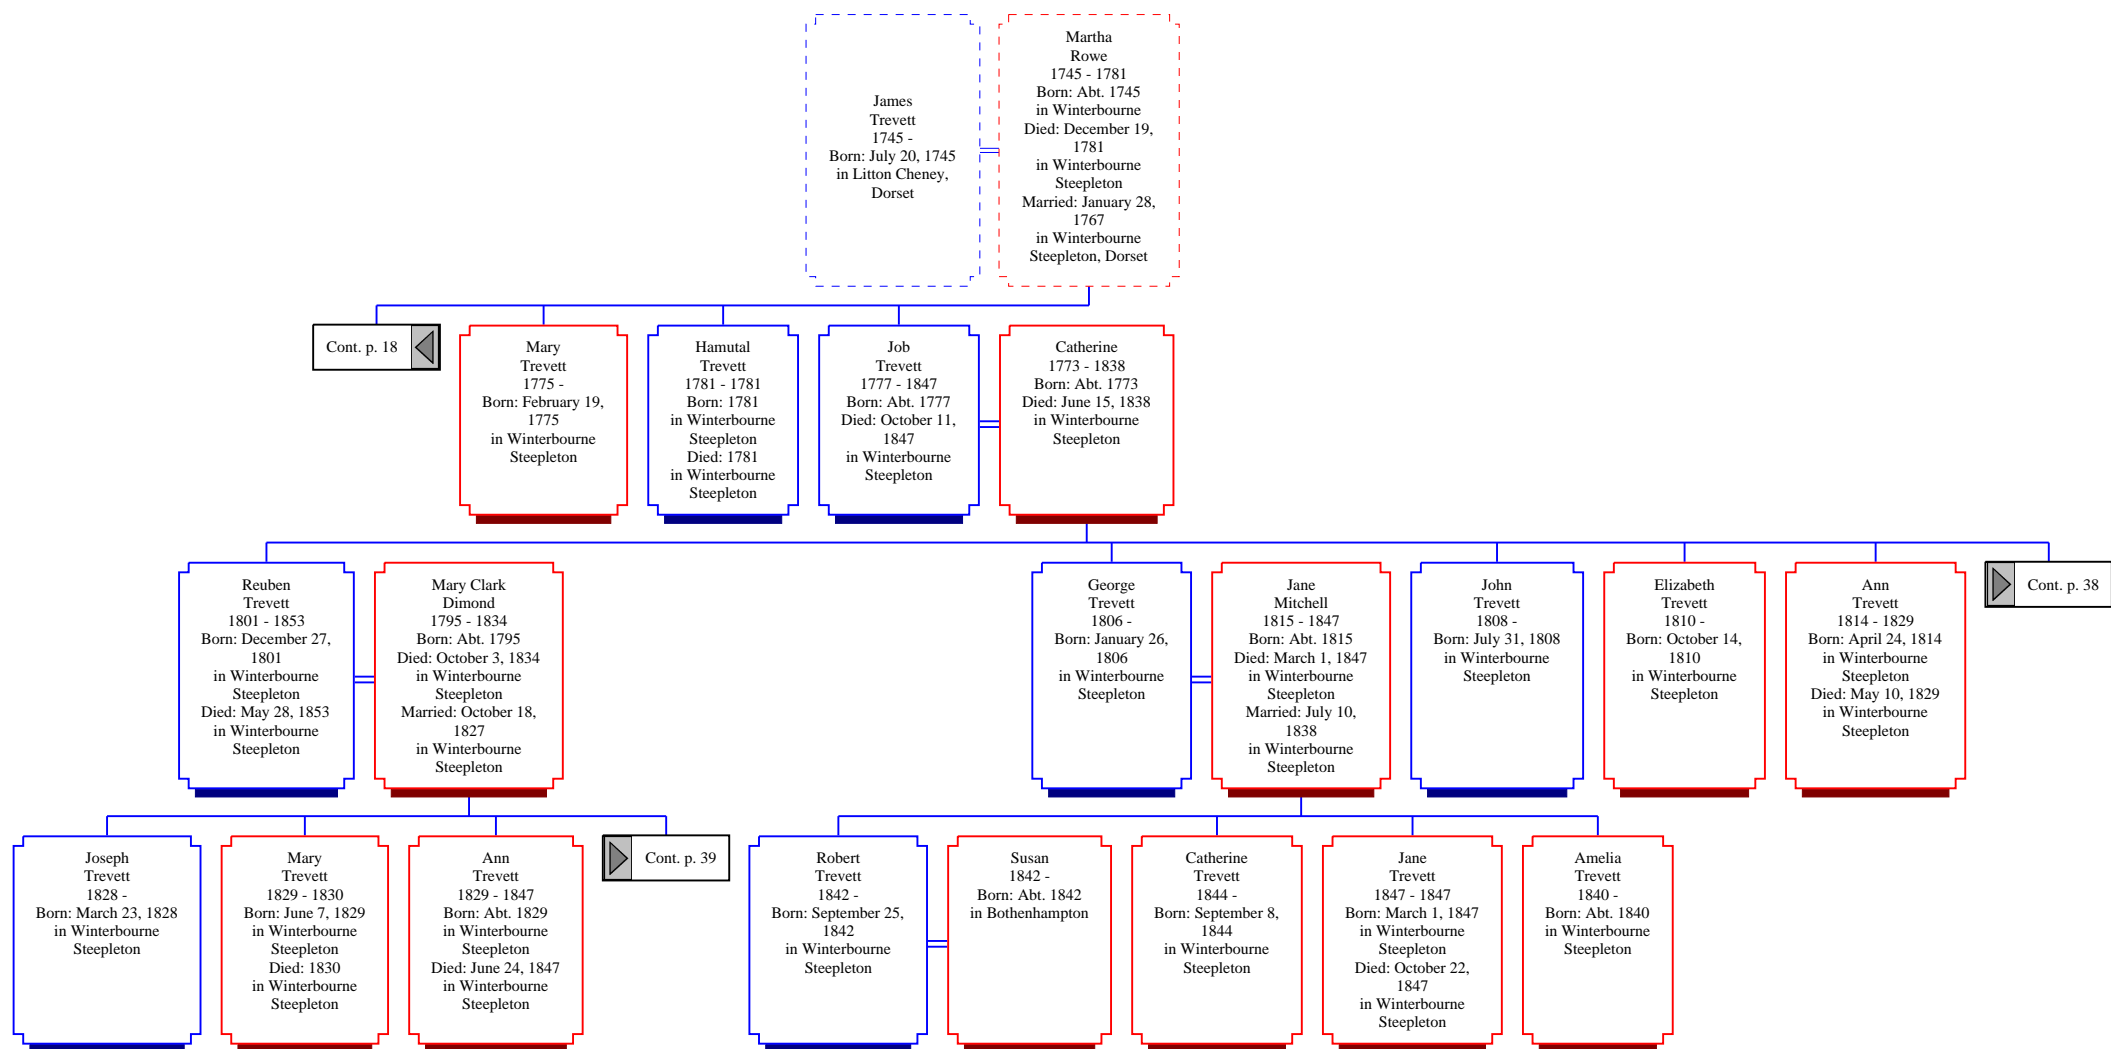 James
Trevett
1745 -
Born: July 20, 1745
in Litton Cheney,
Dorset
Martha
Rowe
1745 - 1781
Born: Abt. 1745
in Winterbourne
Died: December 19,
1781
in Winterbourne
Steepleton
Married: January 28,
1767
in Winterbourne
Steepleton, Dorset
Cont. p. 18
Mary
Trevett
1775 -
Born: February 19,
1775
in Winterbourne
Steepleton
Hamutal
Trevett
1781 - 1781
Born: 1781
in Winterbourne
Steepleton
Died: 1781
in Winterbourne
Steepleton
Job
Trevett
1777 - 1847
Born: Abt. 1777
Died: October 11,
1847
in Winterbourne
Steepleton
Catherine
1773 - 1838
Born: Abt. 1773
Died: June 15, 1838
in Winterbourne
Steepleton
Reuben
Trevett
1801 - 1853
Born: December 27,
1801
in Winterbourne
Steepleton
Died: May 28, 1853
in Winterbourne
Steepleton
Mary Clark
Dimond
1795 - 1834
Born: Abt. 1795
Died: October 3, 1834
in Winterbourne
Steepleton
Married: October 18,
1827
in Winterbourne
Steepleton
George
Trevett
1806 -
Born: January 26,
1806
in Winterbourne
Steepleton
Jane
Mitchell
1815 - 1847
Born: Abt. 1815
Died: March 1, 1847
in Winterbourne
Steepleton
Married: July 10,
1838
in Winterbourne
Steepleton
John
Trevett
1808 -
Born: July 31, 1808
in Winterbourne
Steepleton
Elizabeth
Trevett
1810 -
Born: October 14,
1810
in Winterbourne
Steepleton
Ann
Trevett
1814 - 1829
Born: April 24, 1814
in Winterbourne
Steepleton
Died: May 10, 1829
in Winterbourne
Steepleton
Cont. p. 38
Joseph
Trevett
1828 -
Born: March 23, 1828
in Winterbourne
Steepleton
Mary
Trevett
1829 - 1830
Born: June 7, 1829
in Winterbourne
Steepleton
Died: 1830
in Winterbourne
Steepleton
Ann
Trevett
1829 - 1847
Born: Abt. 1829
in Winterbourne
Steepleton
Died: June 24, 1847
in Winterbourne
Steepleton
Cont. p. 39
Robert
Trevett
1842 -
Born: September 25,
1842
in Winterbourne
Steepleton
Susan
1842 -
Born: Abt. 1842
in Bothenhampton
Catherine
Trevett
1844 -
Born: September 8,
1844
in Winterbourne
Steepleton
Jane
Trevett
1847 - 1847
Born: March 1, 1847
in Winterbourne
Steepleton
Died: October 22,
1847
in Winterbourne
Steepleton
Amelia
Trevett
1840 -
Born: Abt. 1840
in Winterbourne
Steepleton